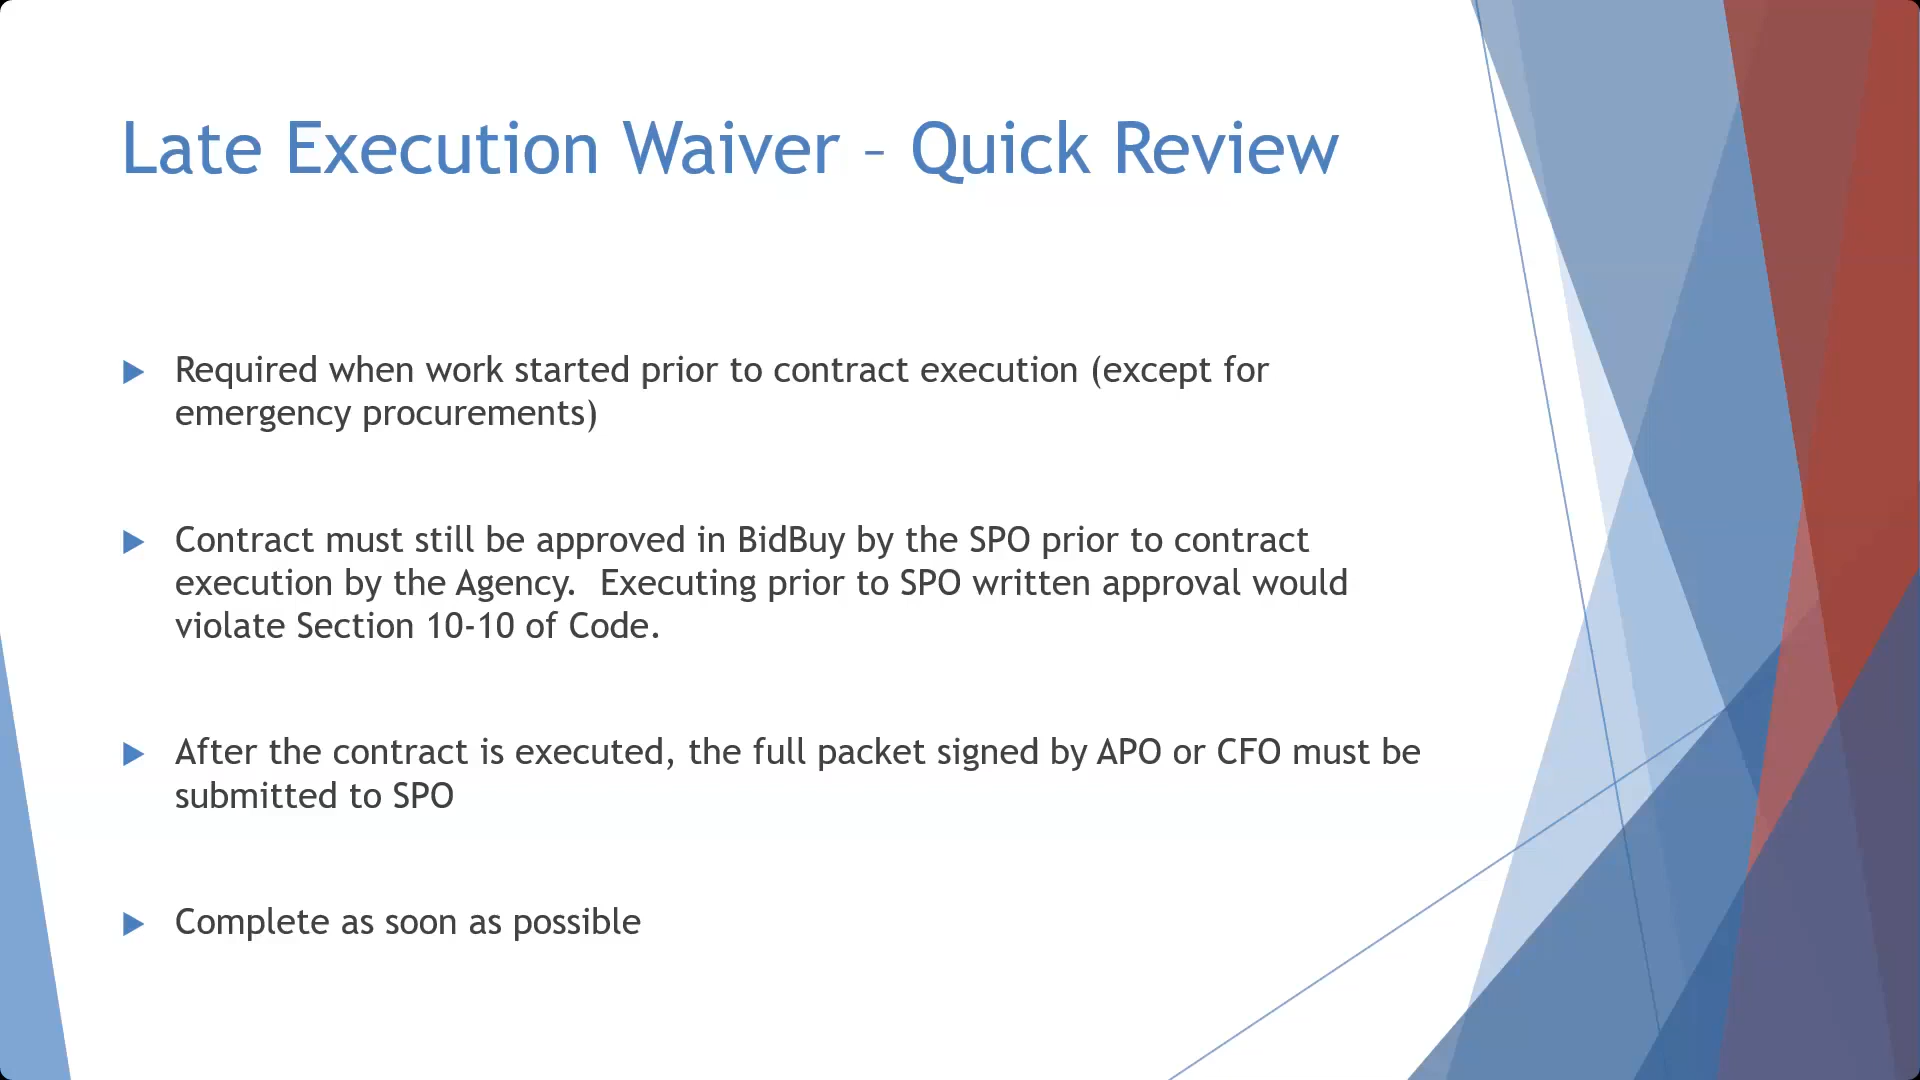 Late Execution Waiver – Quick Review
Required when work started prior to contract execution (except for
emergency procurements)
Contract must still be approved in BidBuy by the SPO prior to contract
execution by the Agency.  Executing prior to SPO written approval would
violate Section 10-10 of Code.
After the contract is executed, the full packet signed by APO or CFO must be
submitted to SPO
Complete as soon as possible